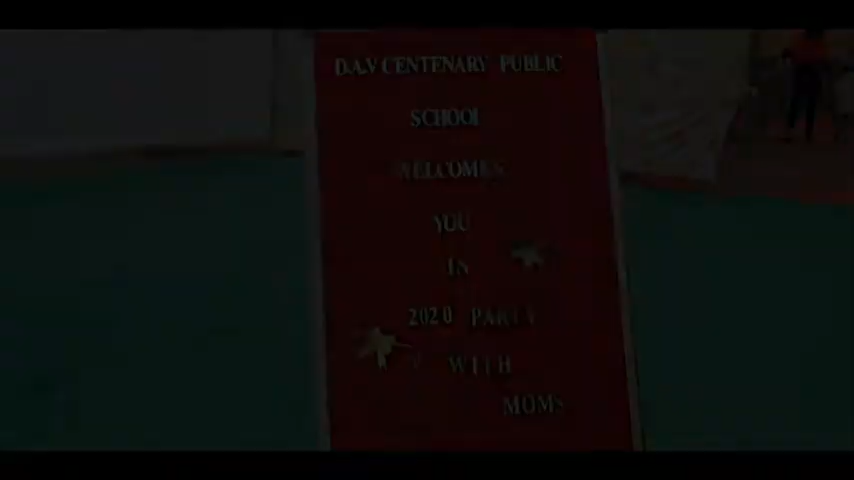 D.A.V CENTENARY PUBLIC
SCHOOL
WELCOMES
YOU
IN
2020 PARTY
WITH
MOMS